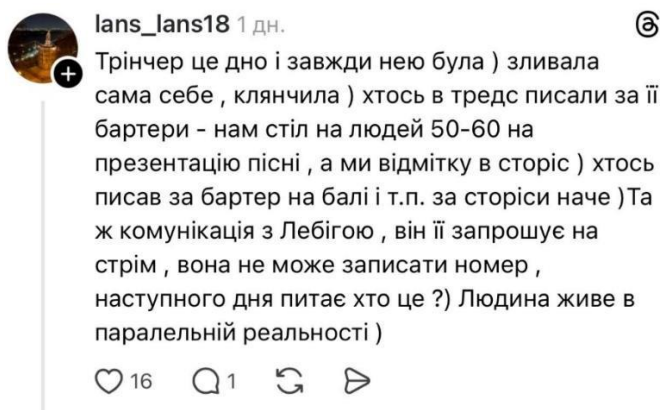 lans_lans18 1 дн.
Трінчер це дно і завжди нею була ) зливала
сама себе , клянчила ) хтось в тредс писали за її
бартери - нам стіл на людей 50-60 на
презентацію пісні , а ми відмітку в сторіс ) хтось
писав за бартер на балі і т.п. за сторіси наче )Та
ж комунікація з Лебігою , він її запрошує на
стрім , вона не може записати номер ,
наступного дня питає хто це ?) Людина живе в
паралельній реальності )
16 1